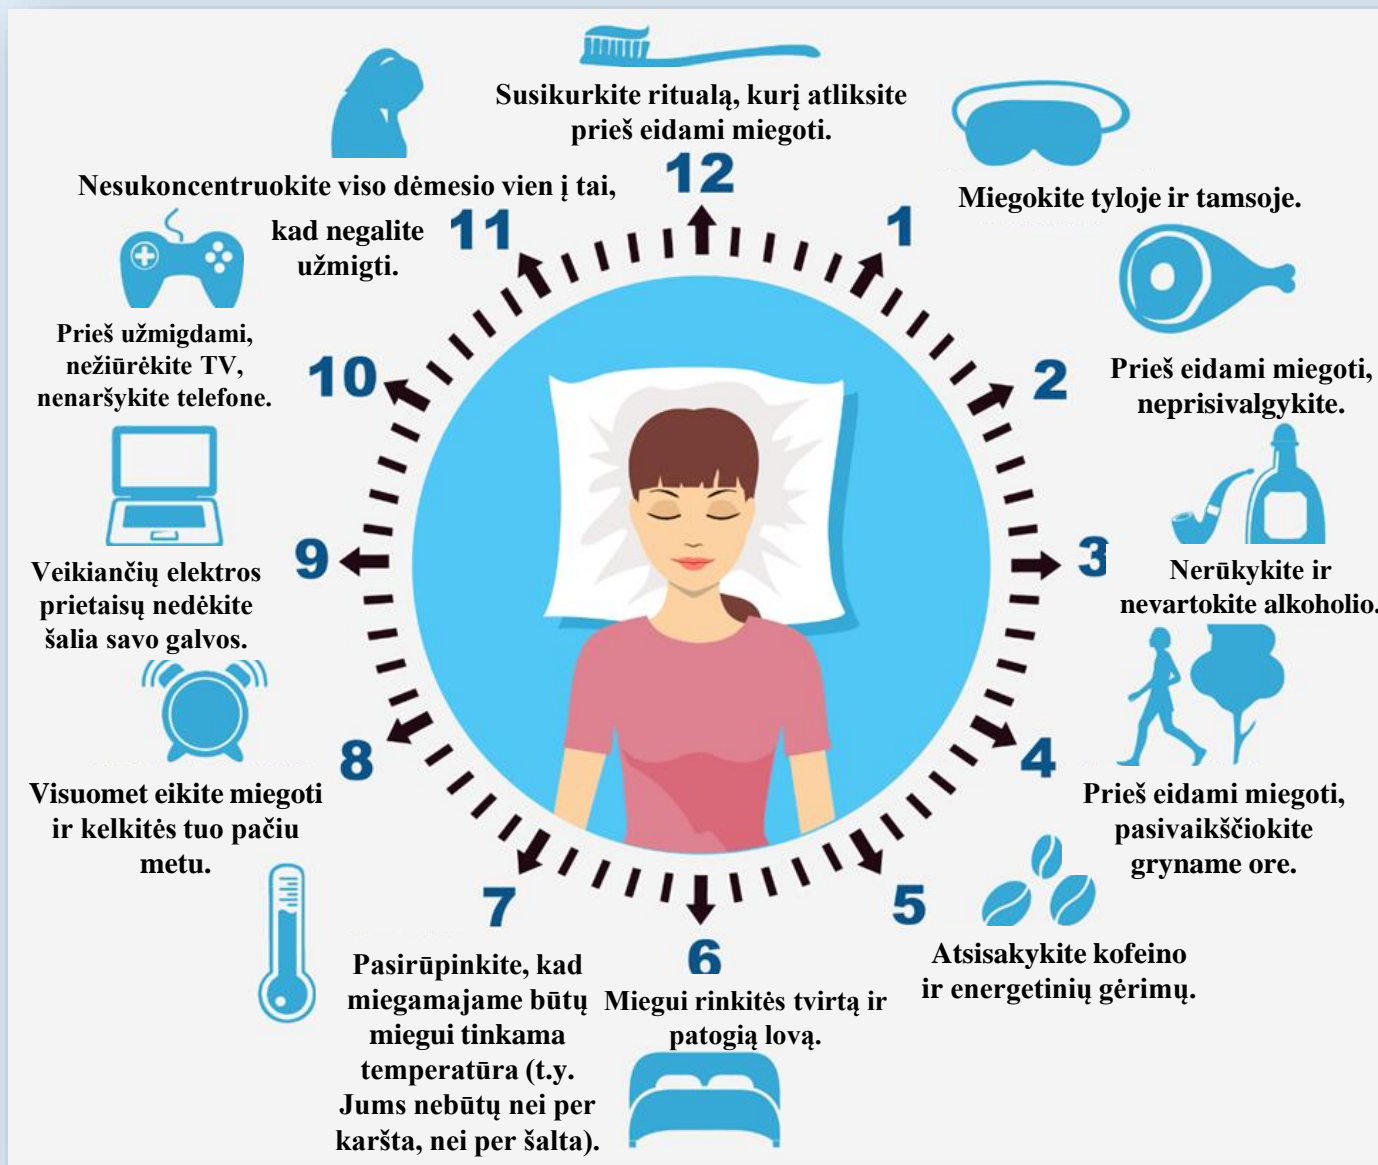 12
Susikurkite ritualą, kurį atliksite
prieš eidami miegoti.
1
Miegokite tyloje ir tamsoje.
2
Prieš eidami miegoti,
neprisivalgykite.
3
Nerūkykite ir
nevartokite alkoholio.
4
Prieš eidami miegoti,
pasivaikščiokite
gryname ore.
5
Atsisakykite kofeino
ir energetinių gėrimų.
6
Miegui rinkitės tvirtą ir
patogią lovą.
7
Pasirūpinkite, kad
miegamajame būtų
miegui tinkama
temperatūra (t.y.
Jums nebūtų nei per
karšta, nei per šalta).
8
Visuomet eikite miegoti
ir kelkitės tuo pačiu
metu.
9
Veikiančių elektros
prietaisų nedėkite
šalia savo galvos.
10
Prieš užmigdami,
nežiūrėkite TV,
nenaršykite telefone.
11
Nesukoncentruokite viso dėmesio vien į tai,
kad negalite
užmigti.